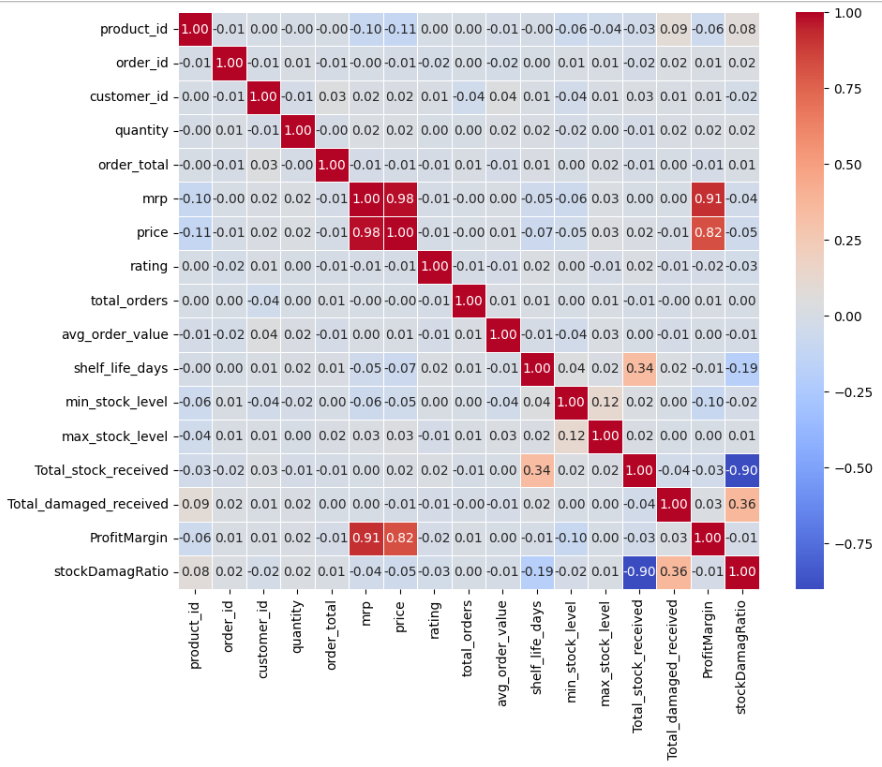 product_id 1.00 -0.01 0.00 -0.00 -0.00 -0.10 -0.11 0.00 0.00 -0.01 -0.00 -0.06 -0.04 -0.03 0.09 -0.06 0.08
order_id -0.01 1.00 -0.01 0.01 -0.01 -0.00 -0.01 -0.02 0.00 -0.02 0.00 0.01 0.01 -0.02 0.02 0.01 0.02
customer_id 0.00 -0.01 1.00 -0.01 0.03 0.02 0.02 0.01 -0.04 0.04 0.01 -0.04 0.01 0.03 0.01 0.01 -0.02
quantity -0.00 0.01 -0.01 1.00 -0.00 0.02 0.02 0.00 0.00 0.02 0.02 -0.02 0.00 -0.01 0.02 0.02 0.02
order_total -0.00 -0.01 0.03 -0.00 1.00 -0.01 -0.01 -0.01 0.01 -0.01 0.01 0.00 0.02 -0.01 0.00 -0.01 0.01
mrp -0.10 -0.00 0.02 0.02 -0.01 1.00 0.98 -0.01 -0.00 0.00 -0.05 -0.06 0.03 0.00 0.00 0.91 -0.04
price -0.11 -0.01 0.02 0.02 -0.01 0.98 1.00 -0.01 -0.00 0.01 -0.07 -0.05 0.03 0.02 -0.01 0.82 -0.05
rating 0.00 -0.02 0.01 0.00 -0.01 -0.01 -0.01 1.00 -0.01 -0.01 0.02 0.00 -0.01 0.02 -0.01 -0.02 -0.03
total_orders 0.00 0.00 -0.04 0.00 0.01 -0.00 -0.00 -0.01 1.00 0.01 0.01 0.00 0.01 -0.01 -0.00 0.01 0.00
avg_order_value -0.01 -0.02 0.04 0.02 -0.01 0.00 0.01 -0.01 0.01 1.00 -0.01 -0.04 0.03 0.00 -0.01 0.00 -0.01
shelf_life_days -0.00 0.00 0.01 0.02 0.01 -0.05 -0.07 0.02 0.01 -0.01 1.00 0.04 0.02 0.34 0.02 -0.01 -0.19
min_stock_level -0.06 0.01 -0.04 -0.02 0.00 -0.06 -0.05 0.00 0.00 -0.04 0.04 1.00 0.12 0.02 0.00 -0.10 -0.02
max_stock_level -0.04 0.01 0.01 0.00 0.02 0.03 0.03 -0.01 0.01 0.03 0.02 0.12 1.00 0.02 0.00 0.00 0.01
Total_stock_received -0.03 -0.02 0.03 -0.01 -0.01 0.00 0.02 0.02 -0.01 0.00 0.34 0.02 0.02 1.00 -0.04 -0.03 -0.90
Total_damaged_received 0.09 0.02 0.01 0.02 0.00 0.00 -0.01 -0.01 -0.00 -0.01 0.02 0.00 0.00 -0.04 1.00 0.03 0.36
ProfitMargin -0.06 0.01 0.01 0.02 -0.01 0.91 0.82 -0.02 0.01 0.00 -0.01 -0.10 0.00 -0.03 0.03 1.00 -0.01
stockDamagRatio 0.08 0.02 -0.02 0.02 0.01 -0.04 -0.05 -0.03 0.00 -0.01 -0.19 -0.02 0.01 -0.90 0.36 -0.01 1.00
product_id
order_id
customer_id
quantity
order_total
mrp
price
rating
total_orders
avg_order_value
shelf_life_days
min_stock_level
max_stock_level
Total_stock_received
Total_damaged_received
ProfitMargin
stockDamagRatio
1.00
0.75
0.50
0.25
0.00
−0.25
−0.50
−0.75